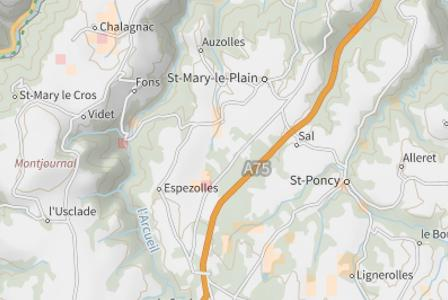 Chalagnac
Auzolles
Fons
St-Mary-le-Plain
St-Mary le Cros
Videt
Sal
Montjournal
Alleret
A75
St-Poncy
Espezolles
l'Usclade
l'Arcueil
le Bo
Lignerolles